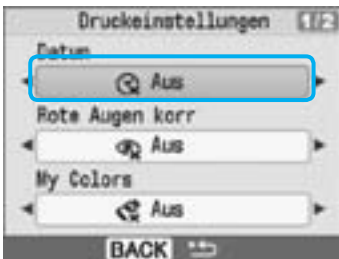 Druckeinstellungen 1/2
Datum
Aus
Rote Augen korr
Aus
My Colors
Aus
BACK